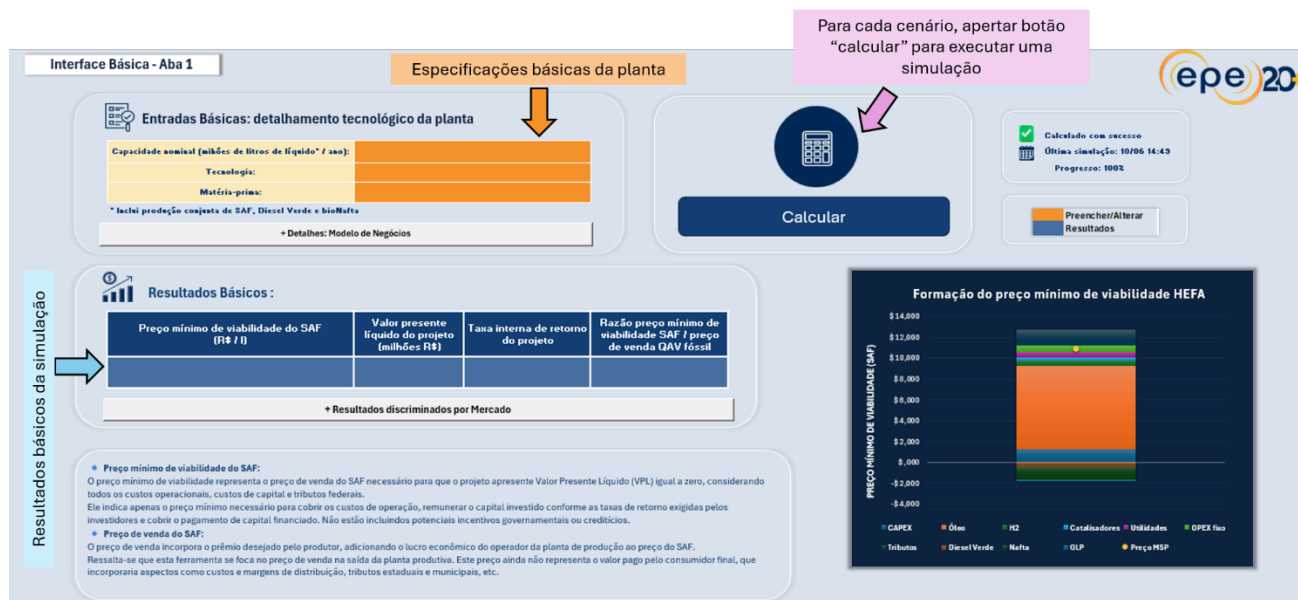 Para cada cenário, apertar botão
“calcular” para executar uma
simulação
Interface Básica - Aba 1
Especificações básicas da planta
epe 20
Entradas Básicas: detalhamento tecnológico da planta
Capacidade nominal (mihões de litros de líquido* / ano):
Tecnologia:
Matéria-prima:
* Inclui produção conjunta de SAF, Diesel Verde e bioNafta
+ Detalhes: Modelo de Negócios
Calcular
Calculado com sucesso
Última simulação: 10/06 14:49
Progresso: 100%
Preencher/Alterar
Resultados
Resultados básicos da simulação
Resultados Básicos :
Preço mínimo de viabilidade do SAF
(R$ / l)
Valor presente
líquido do projeto
(milhões R$)
Taxa interna de retorno
do projeto
Razão preço mínimo de
viabilidade SAF / preço
de venda QAV fóssil
+ Resultados discriminados por Mercado
Preço mínimo de viabilidade do SAF:
O preço mínimo de viabilidade representa o preço de venda do SAF necessário para que o projeto apresente Valor Presente Líquido (VPL) igual a zero, considerando
todos os custos operacionais, custos de capital e tributos federais.
Ele indica apenas o preço mínimo necessário para cobrir os custos de operação, remunerar o capital investido conforme as taxas de retorno exigidas pelos
investidores e cobrir o pagamento de capital financiado. Não estão incluindos potenciais incentivos governamentais ou creditícios.
Preço de venda do SAF:
O preço de venda incorpora o prêmio desejado pelo produtor, adicionando o lucro econômico do operador da planta de produção ao preço do SAF.
Ressalta-se que esta ferramenta se foca no preço de venda na saída da planta produtiva. Este preço ainda não representa o valor pago pelo consumidor final, que
incorporaria aspectos como custos e margens de distribuição, tributos estaduais e municipais, etc.
Formação do preço mínimo de viabilidade HEFA
PREÇO MÍNIMO DE VIABILIDADE (SAF)
$14,000
$12,000
$10,000
$8,000
$6,000
$4,000
$2,000
$,000
-$2,000
-$4,000
CAPEX Óleo H2 Catalisadores Utilidades OPEX fixo
Tributos Diesel Verde Nafta GLP Preço MSP